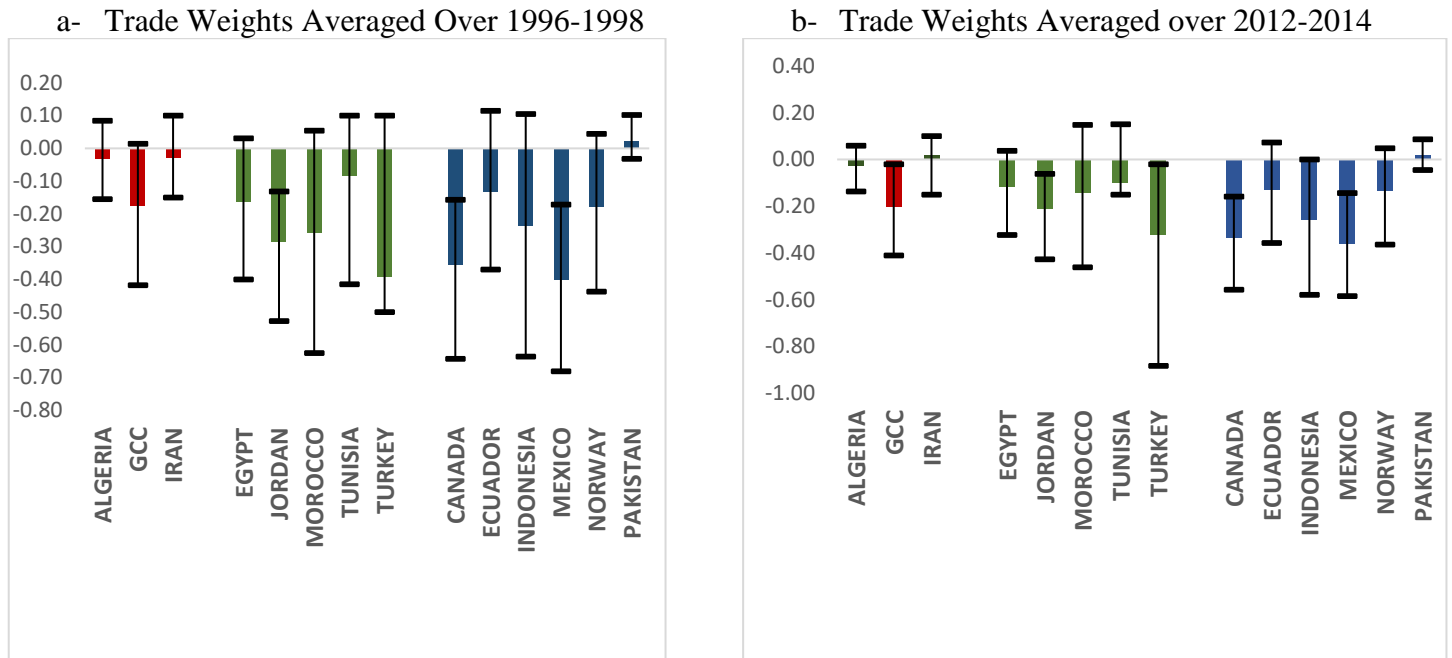 a- Trade Weights Averaged Over 1996-1998
0.20
0.10
0.00
-0.10
-0.20
-0.30
-0.40
-0.50
-0.60
-0.70
-0.80
ALGERIA
GCC
IRAN
EGYPT
JORDAN
MOROCCO
TUNISIA
TURKEY
CANADA
ECUADOR
INDONESIA
MEXICO
NORWAY
PAKISTAN
b- Trade Weights Averaged over 2012-2014
0.40
0.20
0.00
-0.20
-0.40
-0.60
-0.80
-1.00
ALGERIA
GCC
IRAN
EGYPT
JORDAN
MOROCCO
TUNISIA
TURKEY
CANADA
ECUADOR
INDONESIA
MEXICO
NORWAY
PAKISTAN